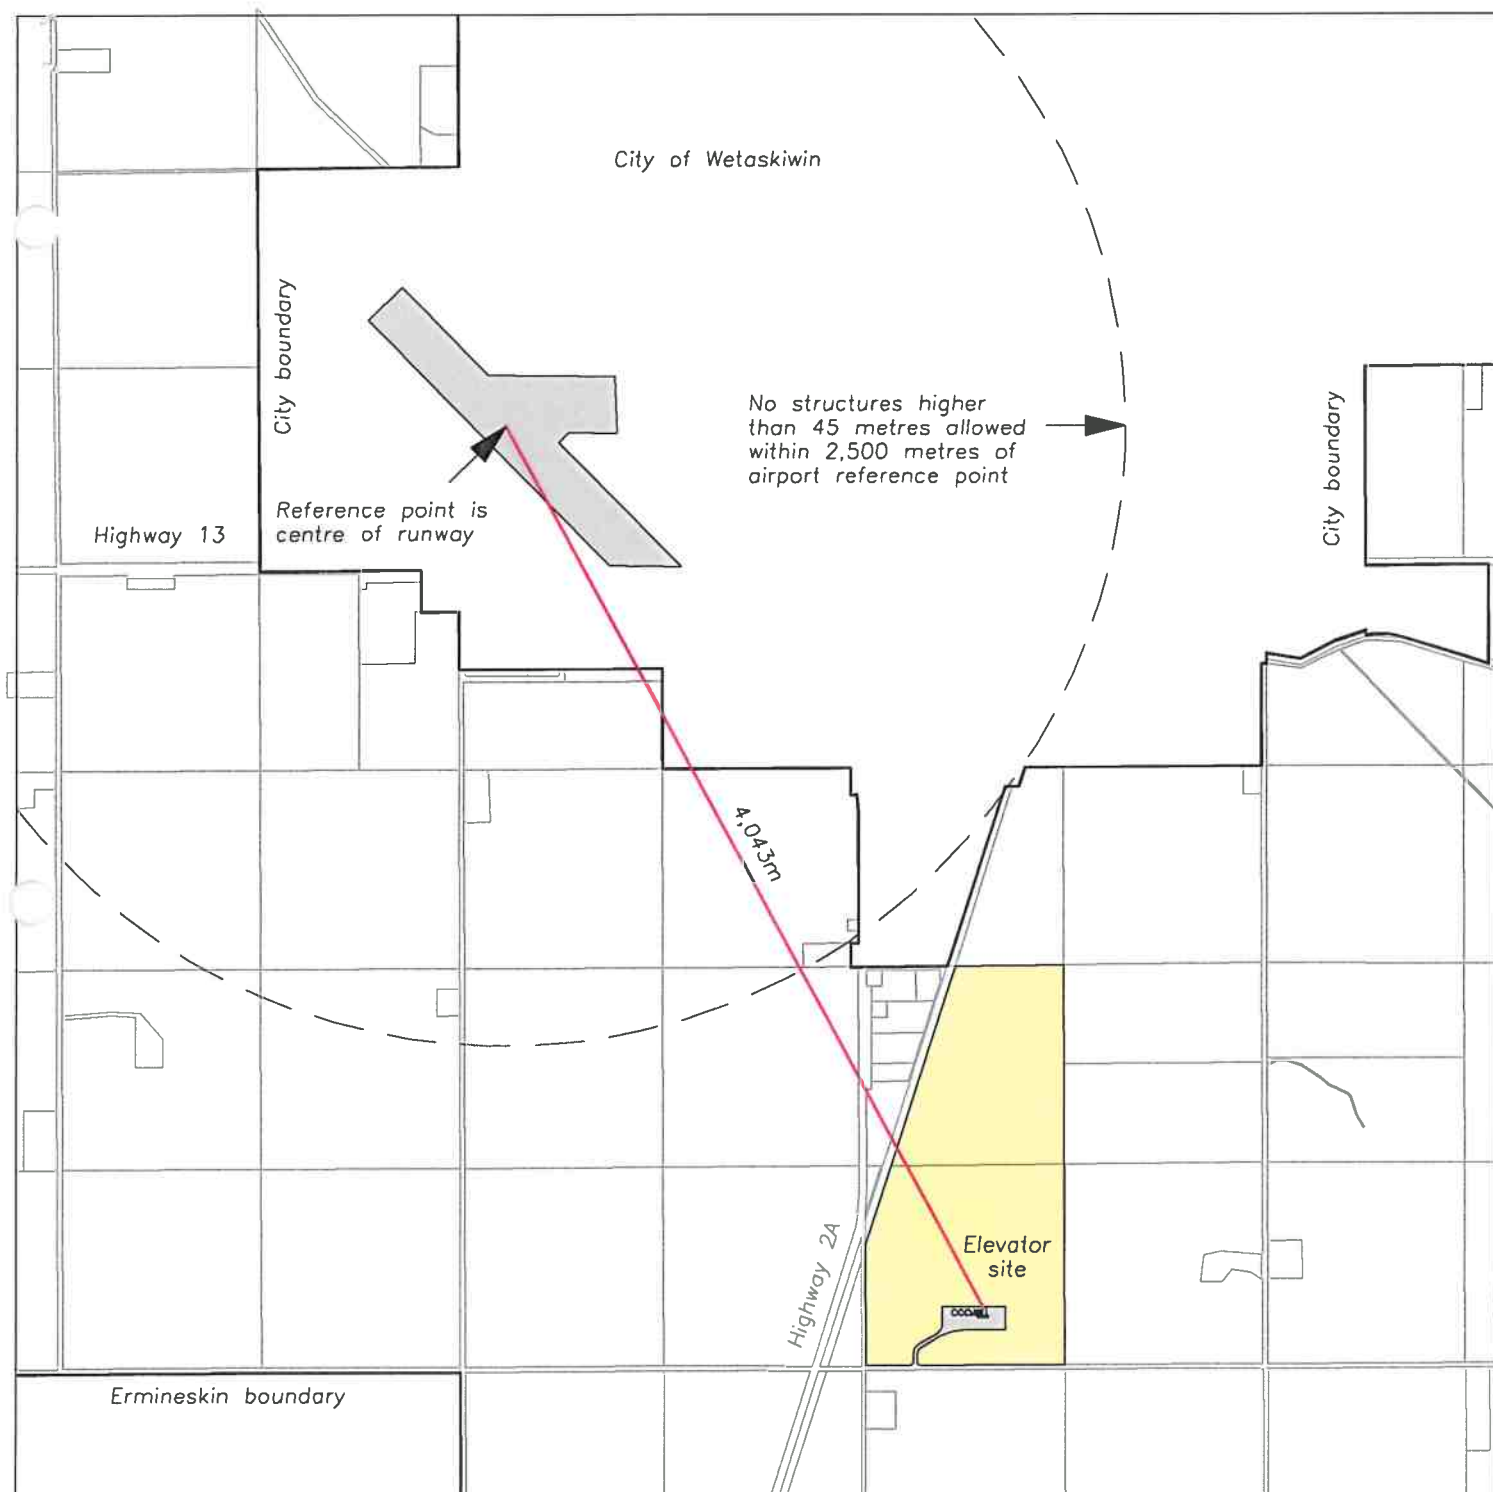 City of Wetaskiwin
City boundary
No structures higher
than 45 metres allowed
within 2,500 metres of
airport reference point
City boundary
Reference point is
centre of runway
Highway 13
4,043m
Elevator
site
Highway 2A
Ermineskin boundary